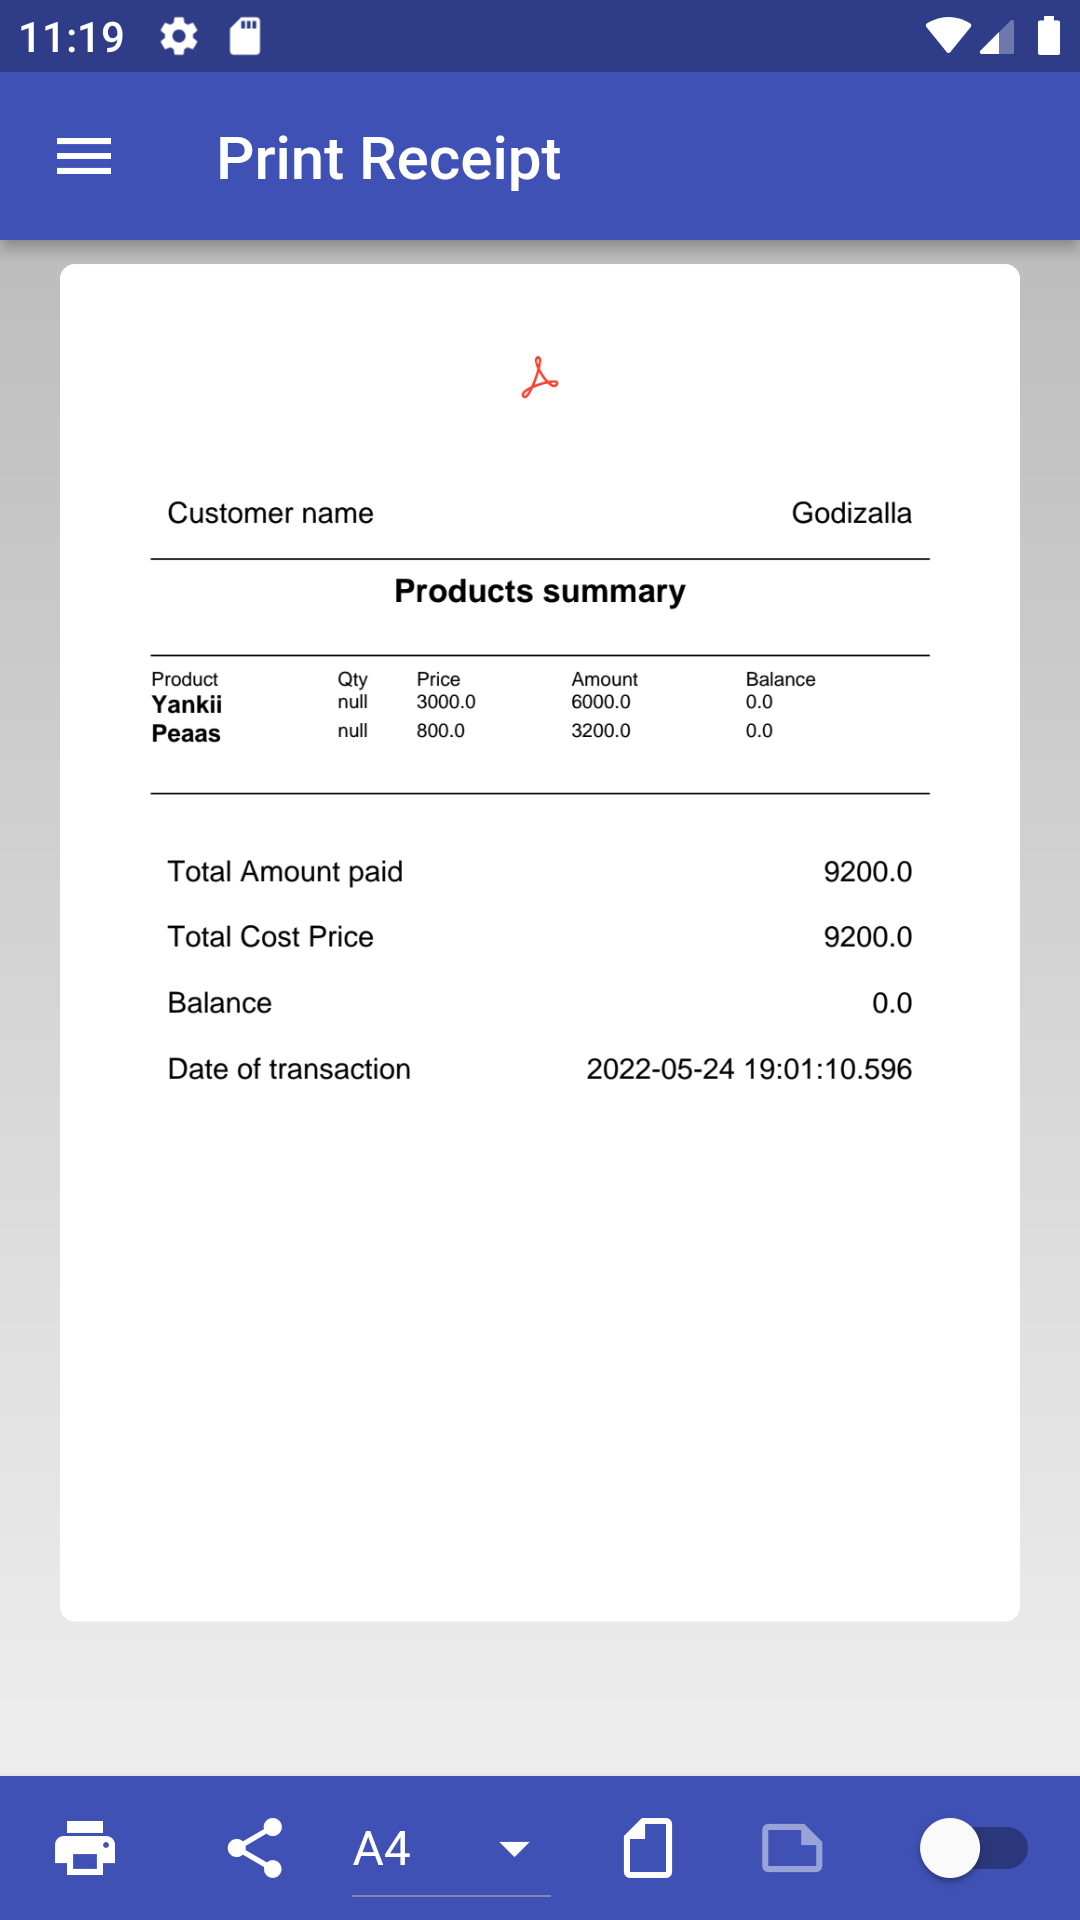 11:19
Print Receipt
Customer name Godizalla
Products summary
Product Qty Price Amount Balance
Yankii null 3000.0 6000.0 0.0
Peaas null 800.0 3200.0 0.0
Total Amount paid 9200.0
Total Cost Price 9200.0
Balance 0.0
Date of transaction 2022-05-24 19:01:10.596
A4